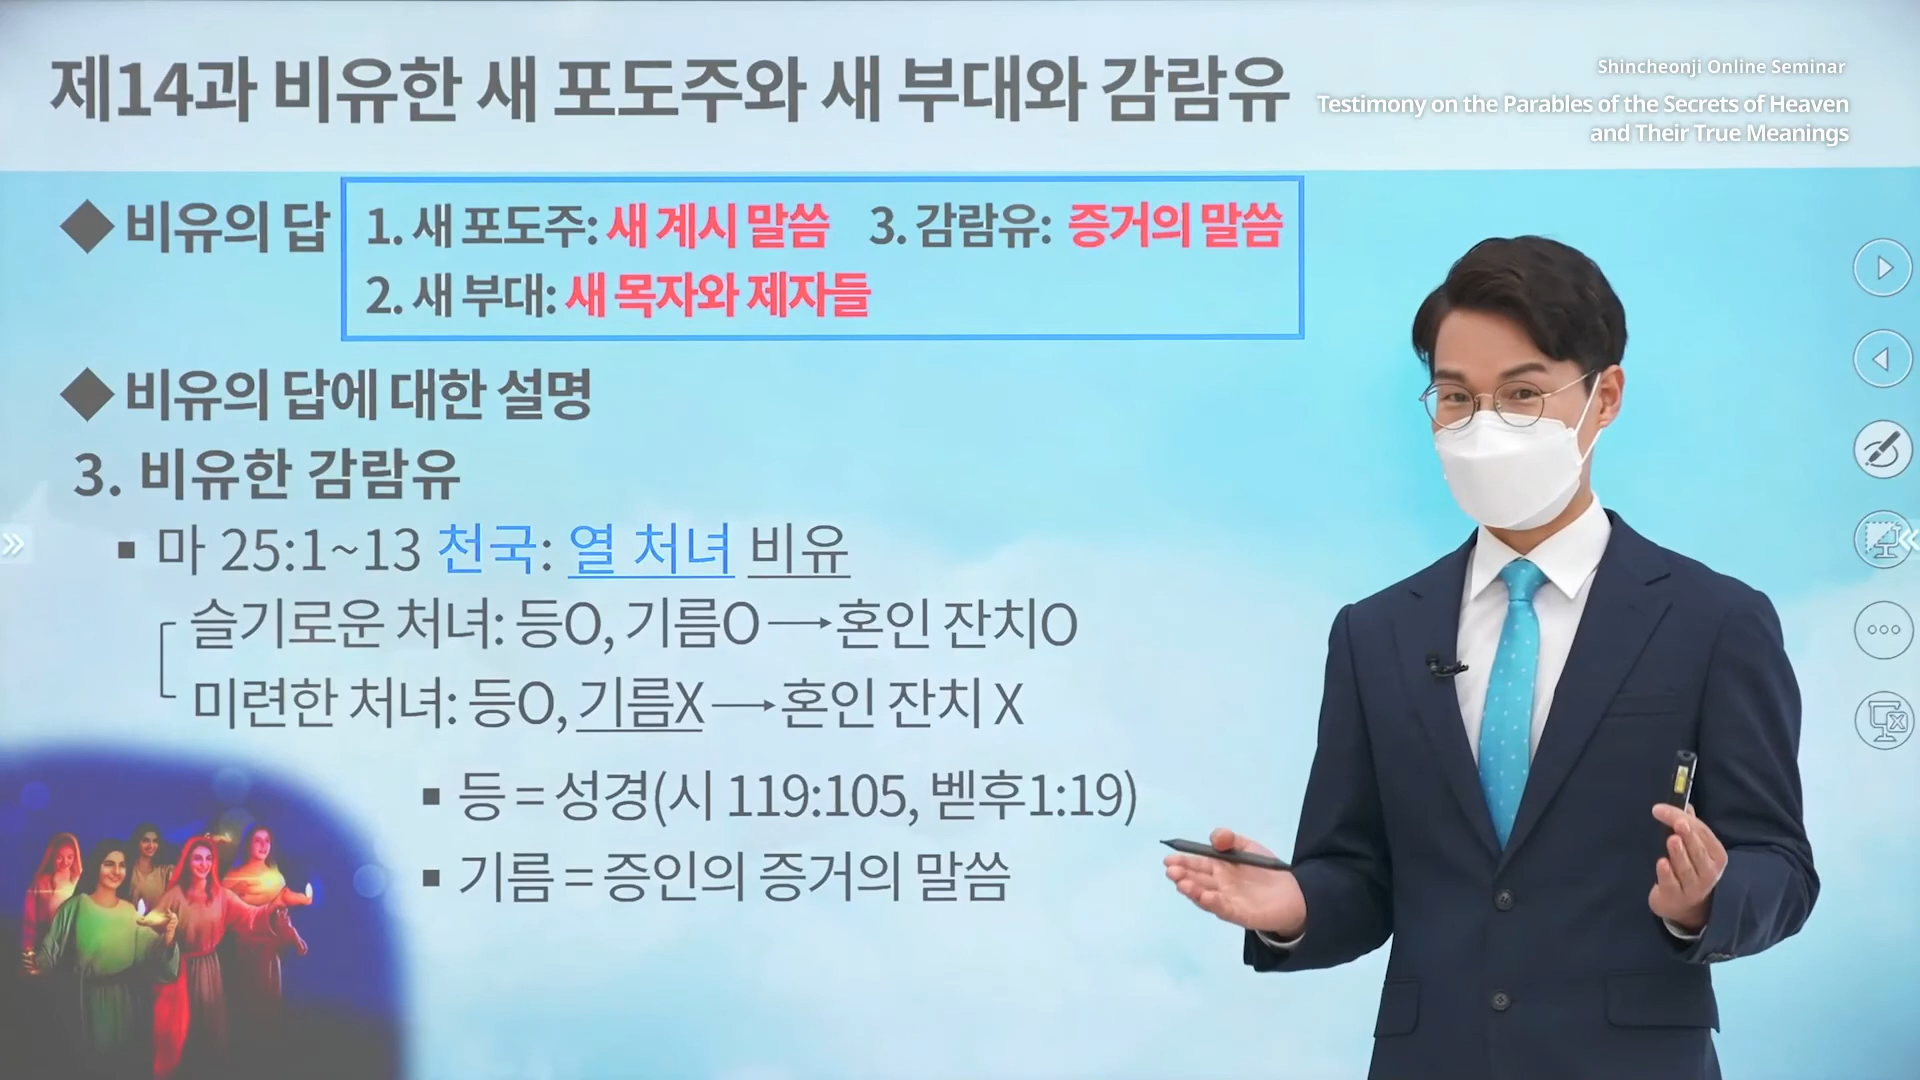 제14과 비유한 새 포도주와 새 부대와 감람유
Shincheonji Online Seminar
Testimony on the Parables of the Secrets of Heaven
and Their True Meanings
◆ 비유의 답
1. 새 포도주: 새 계시 말씀 3. 감람유: 증거의 말씀
2. 새 부대: 새 목자와 제자들
◆ 비유의 답에 대한 설명
3. 비유한 감람유
▪ 마 25:1~13 천국: 열 처녀 비유
슬기로운 처녀: 등O, 기름O → 혼인 잔치O
미련한 처녀: 등O, 기름X → 혼인 잔치 X
▪ 등 = 성경(시 119:105, 벧후1:19)
▪ 기름 = 증인의 증거의 말씀